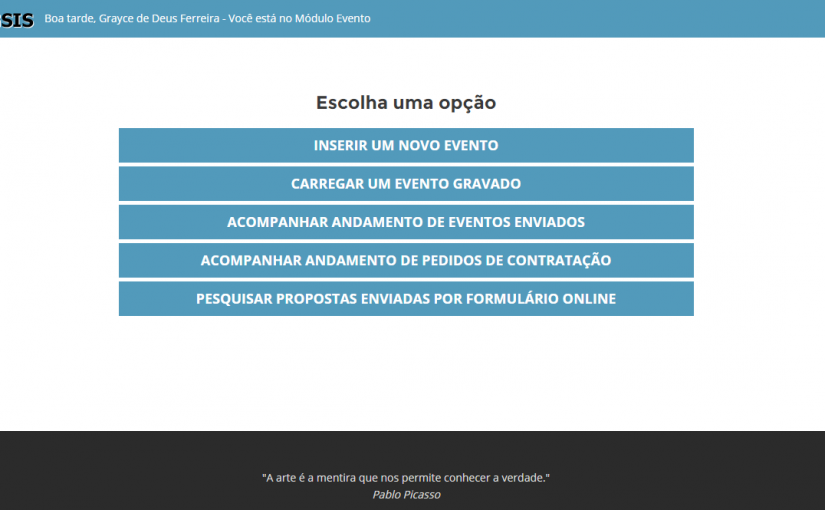 SIS Boa tarde, Grayce de Deus Ferreira - Você está no Módulo Evento
Escolha uma opção
INSERIR UM NOVO EVENTO
CARREGAR UM EVENTO GRAVADO
ACOMPANHAR ANDAMENTO DE EVENTOS ENVIADOS
ACOMPANHAR ANDAMENTO DE PEDIDOS DE CONTRATAÇÃO
PESQUISAR PROPOSTAS ENVIADAS POR FORMULÁRIO ONLINE
"A arte é a mentira que nos permite conhecer a verdade."
Pablo Picasso